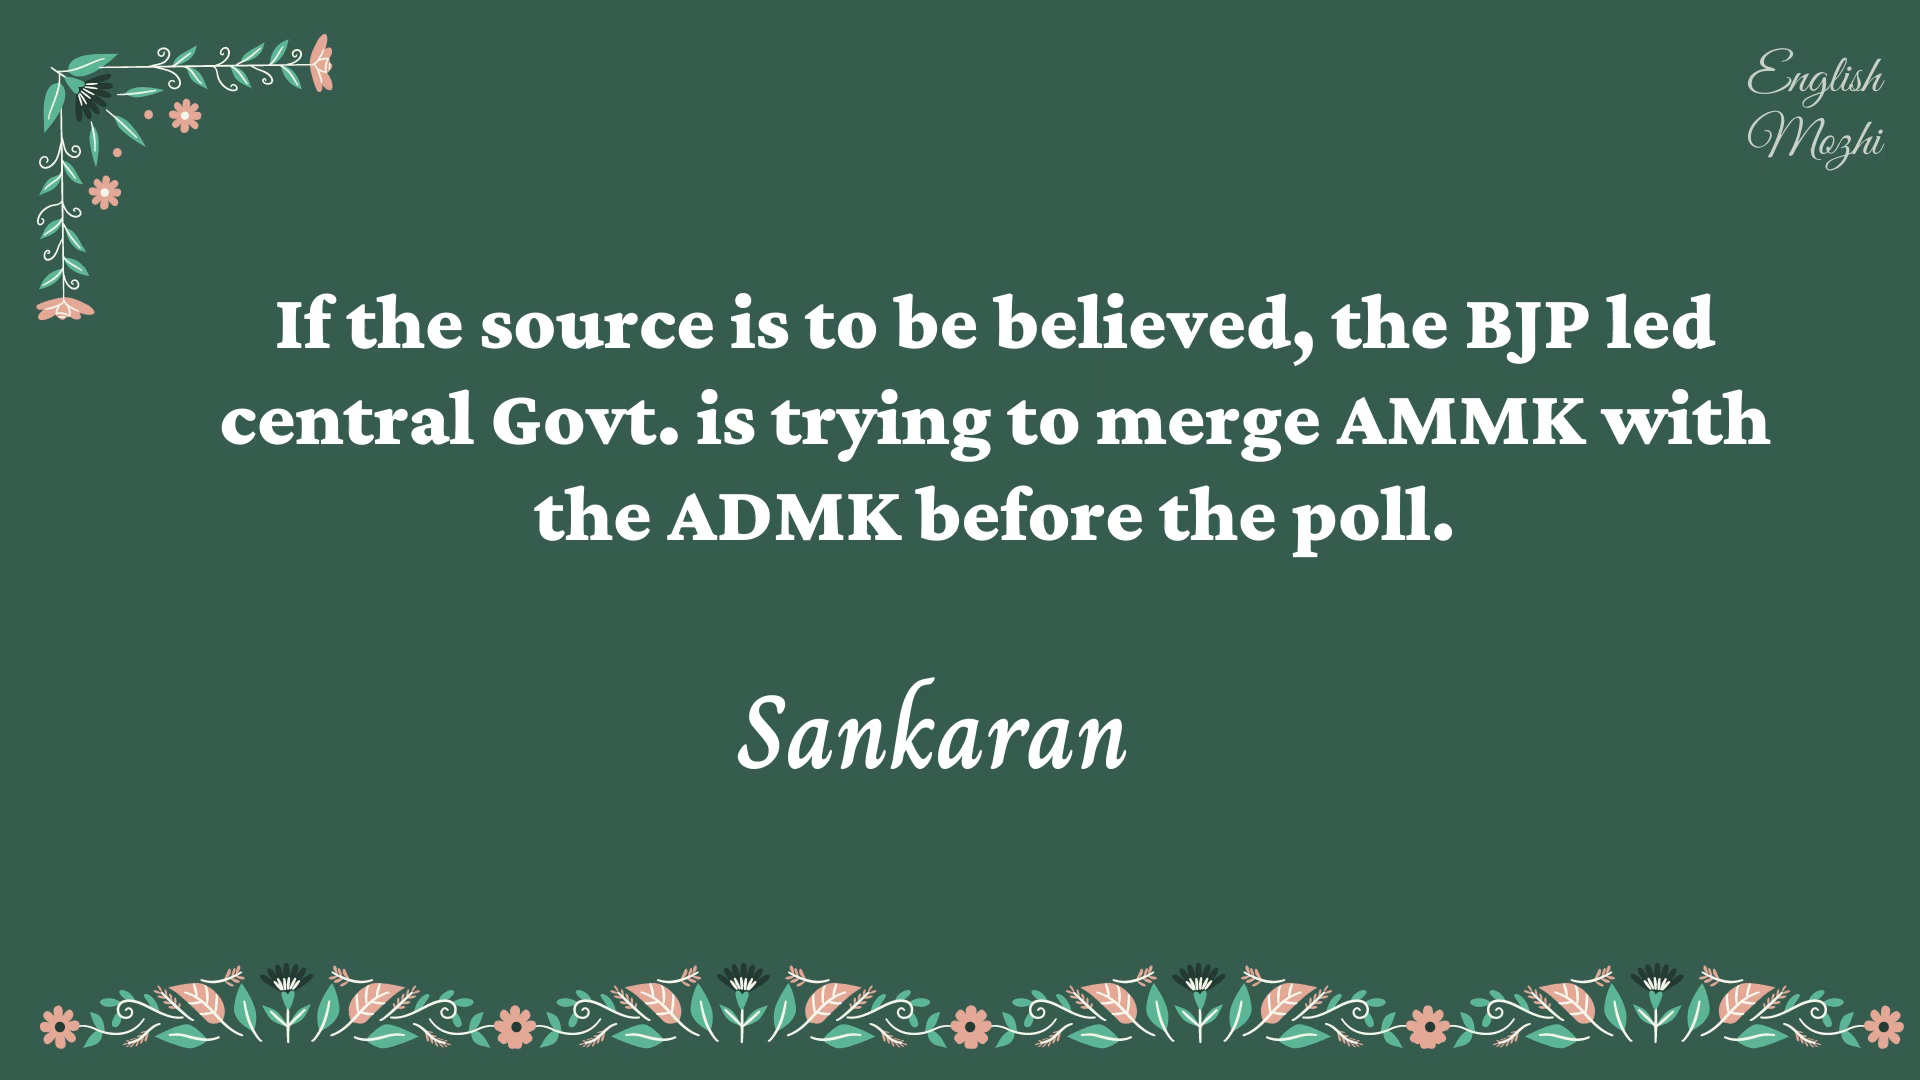 English
Mozhi
If the source is to be believed, the BJP led
central Govt. is trying to merge AMMK with
the ADMK before the poll.
Sankaran